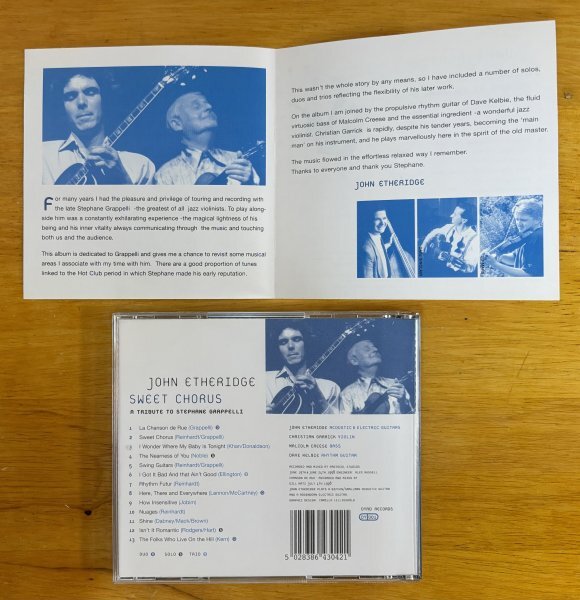 For many years I had the pleasure and privilege of touring and recording with
the late Stephane Grappelli -the greatest of all jazz violinists. To play along-
side him was a constantly exhilarating experience -the magical lightness of his
being and his inner vitality always communicating through the music and touching
both us and the audience.
This album is dedicated to Grappelli and gives me a chance to revisit some musical
areas I associate with my time with him. There are a good proportion of tunes
linked to the Hot Club period in which Stephane made his early reputation.
This wasn't the whole story by any means, so I have included a number of solos,
duos and trios reflecting the flexibility of his later work.
On the album I am joined by the propulsive rhythm guitar of Dave Kelbie, the fluid
virtuosic bass of Malcolm Creese and the essential ingredient -a wonderful jazz
violinist. Christian Garrick is rapidly, despite his tender years, becoming the 'main
man' on his instrument, and he plays marvellously here in the spirit of the old master.
The music flowed in the effortless relaxed way I remember.
Thanks to everyone and thank you Stephane.
JOHN ETHERIDGE
JOHN ETHERIDGE
SWEET CHORUS
A TRIBUTE TO STEPHANE GRAPPELLI
1 La Chanson de Rue (Grappelli)
2 Sweet Chorus (Reinhardt/Grappelli)
3 I Wonder Where My Baby is Tonight (Khan/Donaldson)
4 The Nearness of You (Noble)
5 Swing Guitars (Reinhardt/Grappelli)
6 I Got It Bad And that Ain't Good (Ellington)
7 Rhythm Futur (Reinhardt)
8 Here, There and Everywhere (Lennon/McCartney)
9 How Insensitive (Jobim)
10 Nuages (Reinhardt)
11 Shine (Dabney/Mack/Brown)
12 Isn't it Romantic (Rodgers/Hart)
13 The Folks Who Live On the Hill (Kern)
DUO SOLO TRIO
JOHN ETHERIDGE ACOUSTIC & ELECTRIC GUITARS
CHRISTIAN GARRICK VIOLIN
MALCOLM CREESE BASS
DAVE KELBIE RHYTHM GUITAR
DYAD RECORDS
5 028386 430421